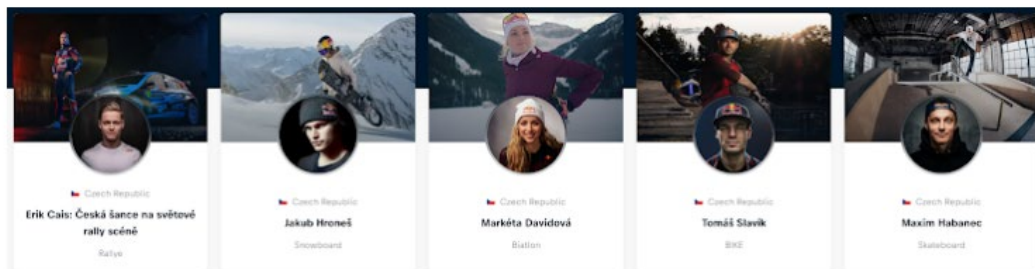 Czech Republic
Erik Cais: Česká šance na světové
rally scéně
Rallye
Czech Republic
Jakub Hroneš
Snowboard
Czech Republic
Markéta Davidová
Biatlon
Czech Republic
Tomáš Slavík
BIKE
Czech Republic
Maxim Habanec
Skateboard